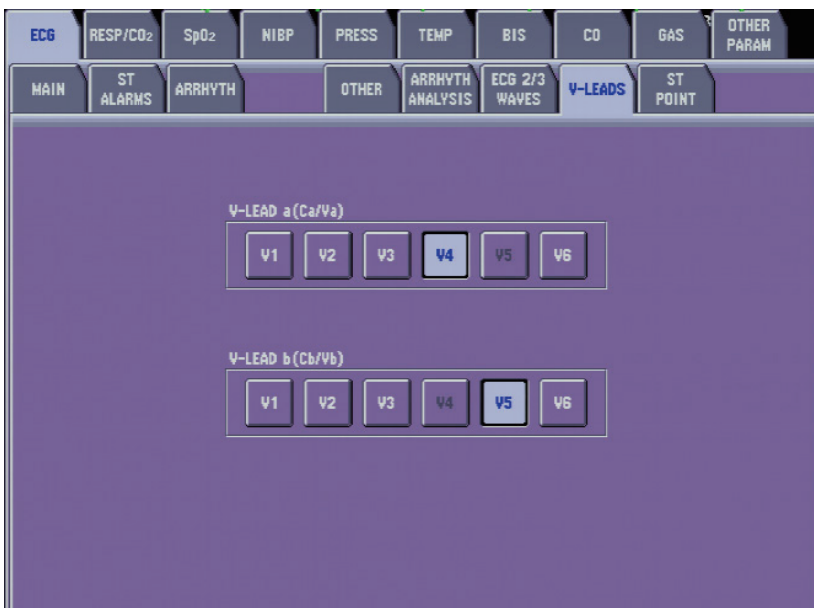 ECG RESP/CO₂ SpO₂ NIBP PRESS TEMP BIS CO GAS OTHER PARAM
MAIN ST ALARMS ARRHYTH OTHER ARRHYTH ANALYSIS ECG 2/3 WAVES V-LEADS ST POINT
V-LEAD a(Ca/Va)
V1 V2 V3 V4 V5 V6
V-LEAD b(Cb/Vb)
V1 V2 V3 V4 V5 V6